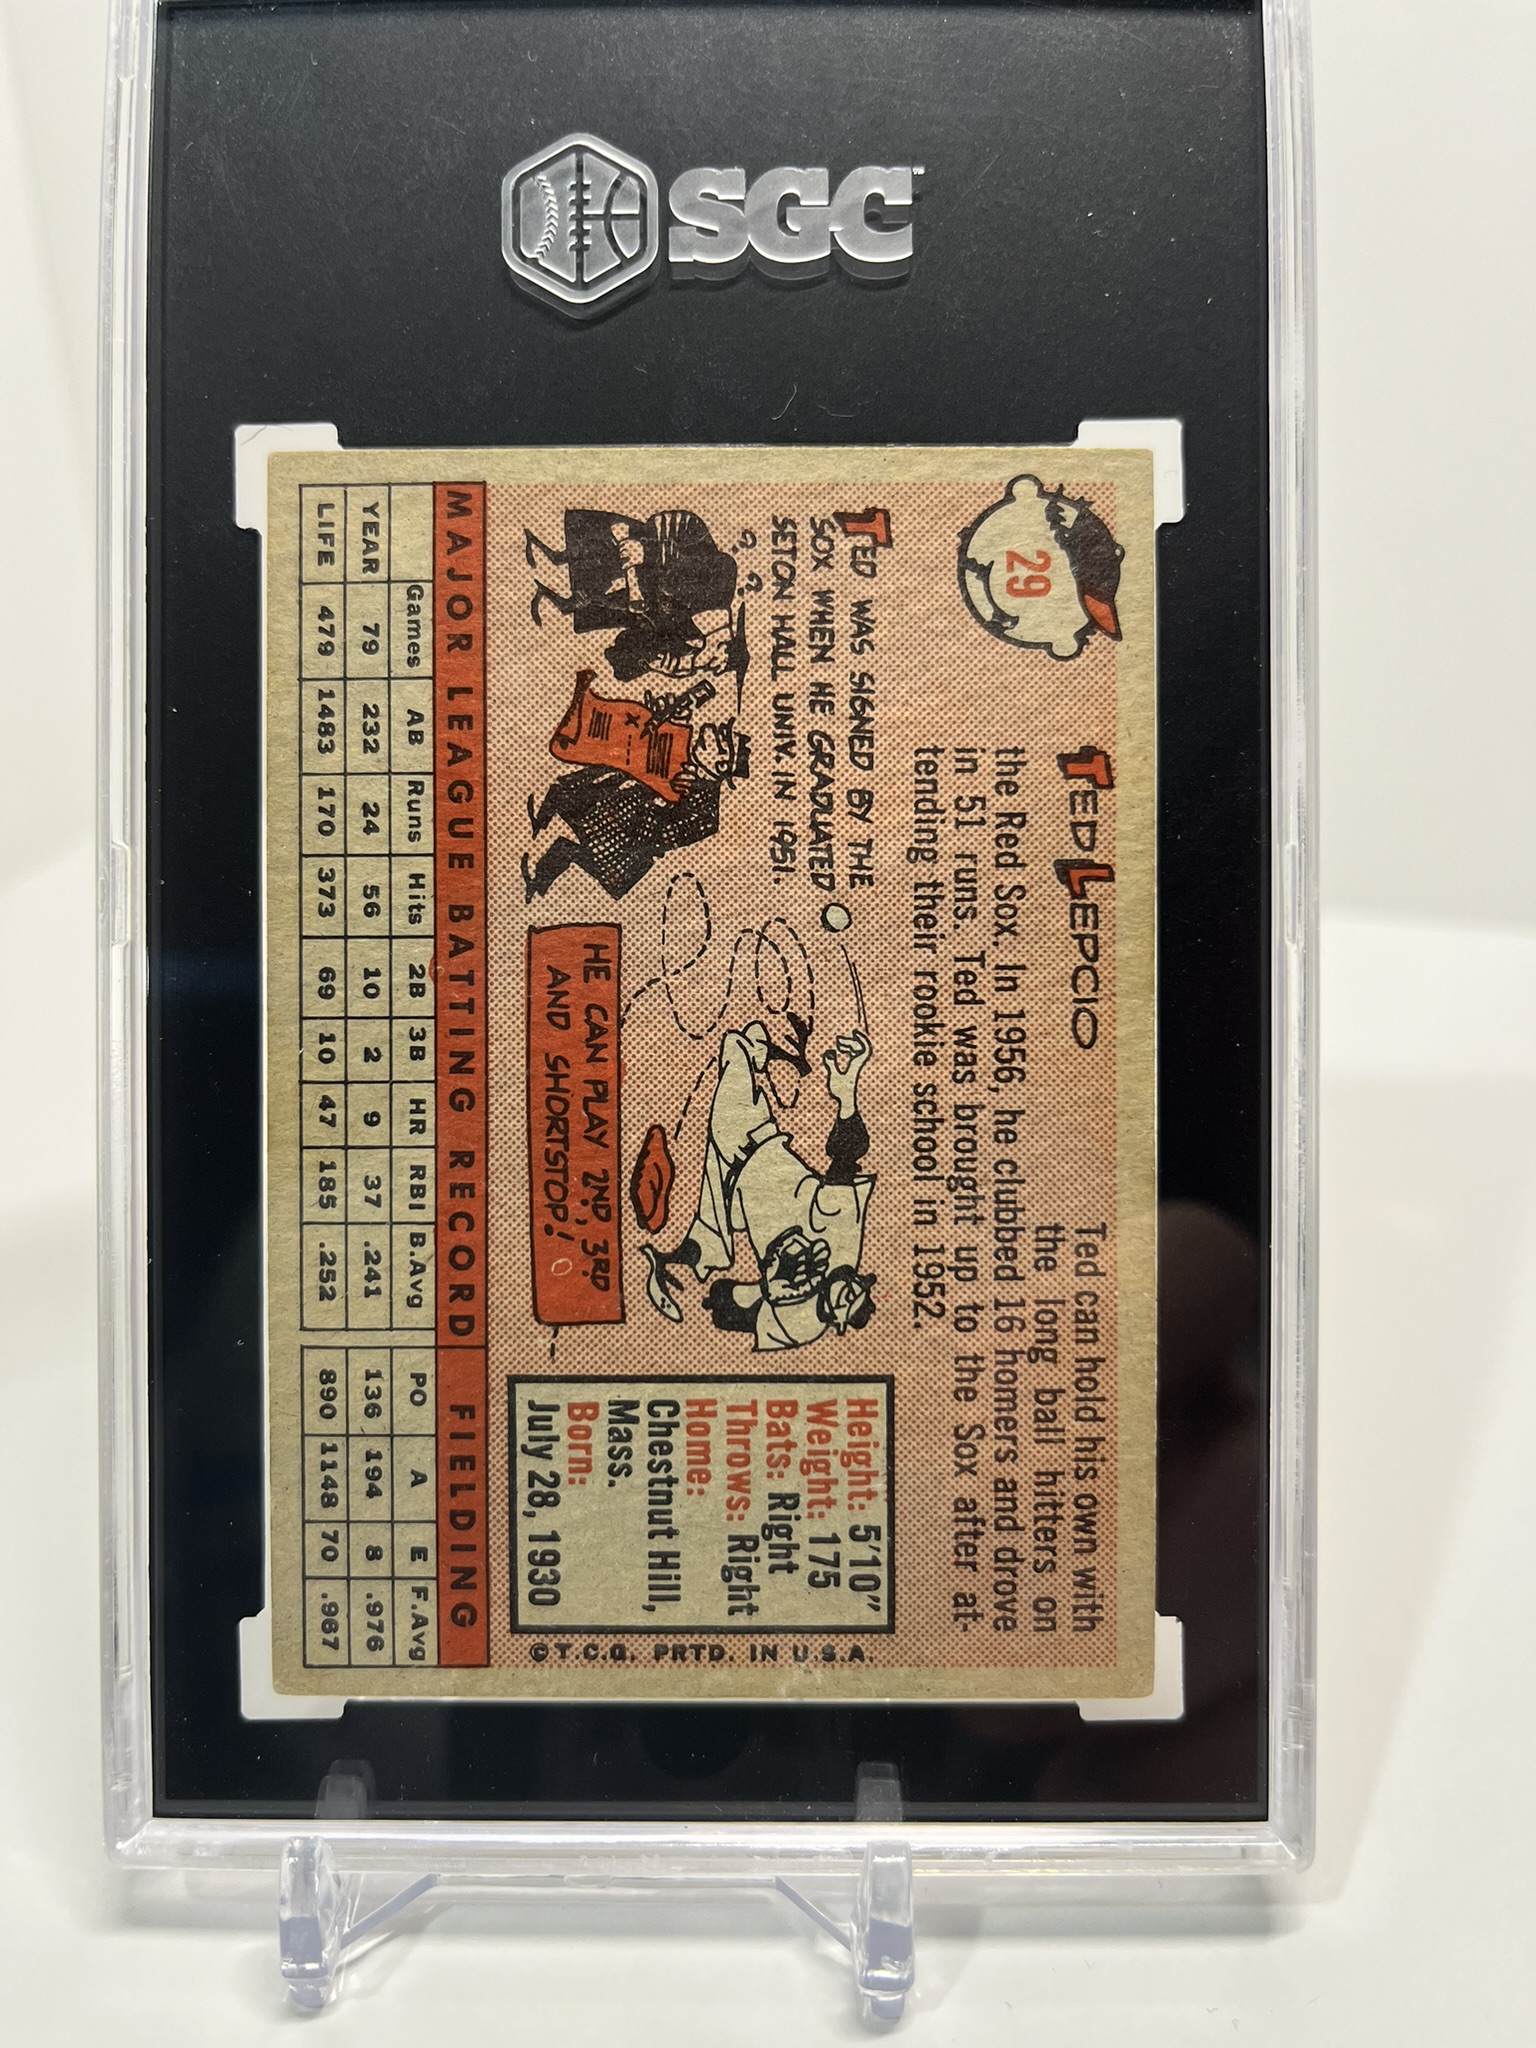 SGC
29
TED LEPCIO
Ted can hold his own with
the long ball hitters on
the Red Sox. In 1956, he clubbed 16 homers and drove
in 51 runs. Ted was brought up to the Sox after at-
tending their rookie school in 1952.
TED WAS SIGNED BY THE
SOX WHEN HE GRADUATED
SETON HALL UNIV. IN 1951.
X
HE CAN PLAY 2ND, 3RD
AND SHORTSTOP!
Height: 5'10"
Weight: 175
Bats: Right
Throws: Right
Home:
Chestnut Hill,
Mass.
Born:
July 28, 1930
©T.C.G. PRTD. IN U.S.A.
MAJOR LEAGUE BATTING RECORD FIELDING
Games AB Runs Hits 2B 3B HR RBI B.Avg PO A E F.Avg
YEAR 79 232 24 56 10 2 9 37 .241 136 194 8 .976
LIFE 479 1483 170 373 69 10 47 185 .252 890 1148 70 .967